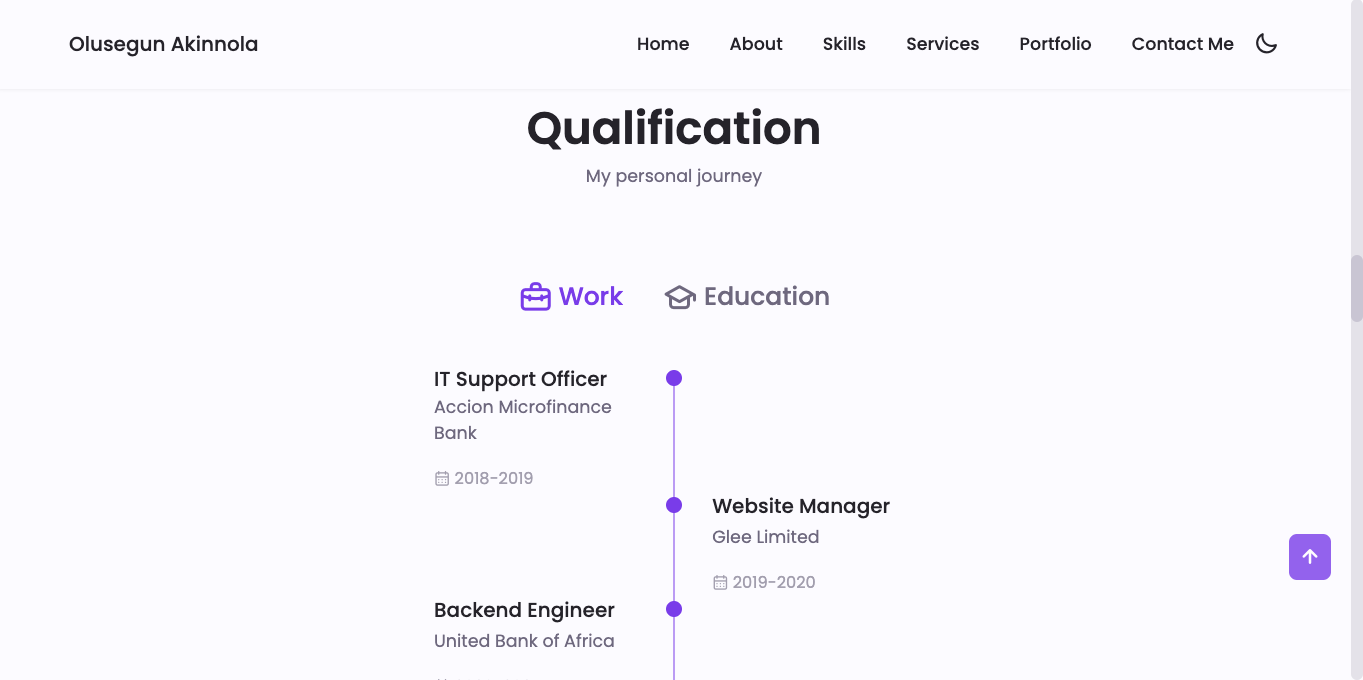 Olusegun Akinnola
Home
About
Skills
Services
Portfolio
Contact Me
Qualification
My personal journey
Work
Education
IT Support Officer
Accion Microfinance
Bank
2018-2019
Website Manager
Glee Limited
2019-2020
Backend Engineer
United Bank of Africa